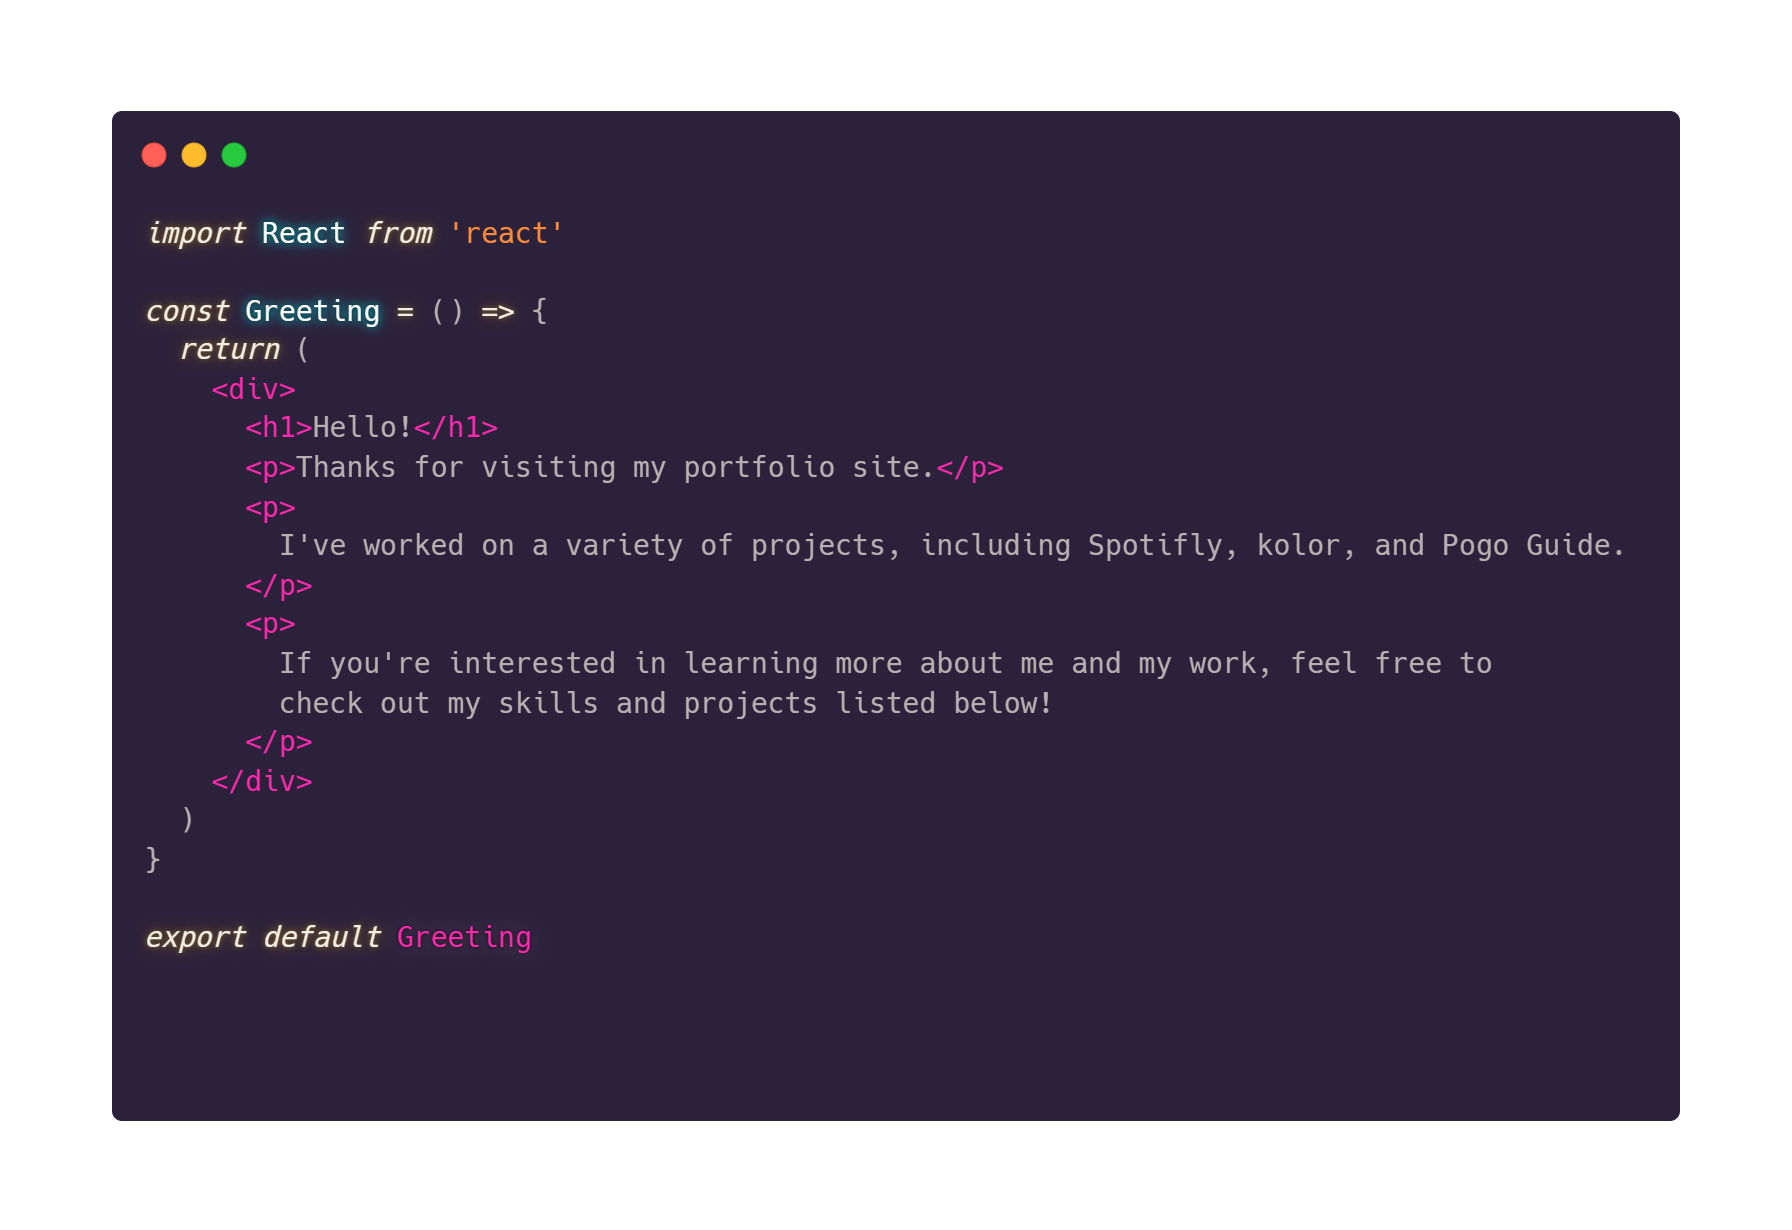 import React from 'react'

const Greeting = () => {
  return (
    <div>
      <h1>Hello!</h1>
      <p>Thanks for visiting my portfolio site.</p>
      <p>
        I've worked on a variety of projects, including Spotifly, kolor, and Pogo Guide.
      </p>
      <p>
        If you're interested in learning more about me and my work, feel free to
        check out my skills and projects listed below!
      </p>
    </div>
  )
}

export default Greeting